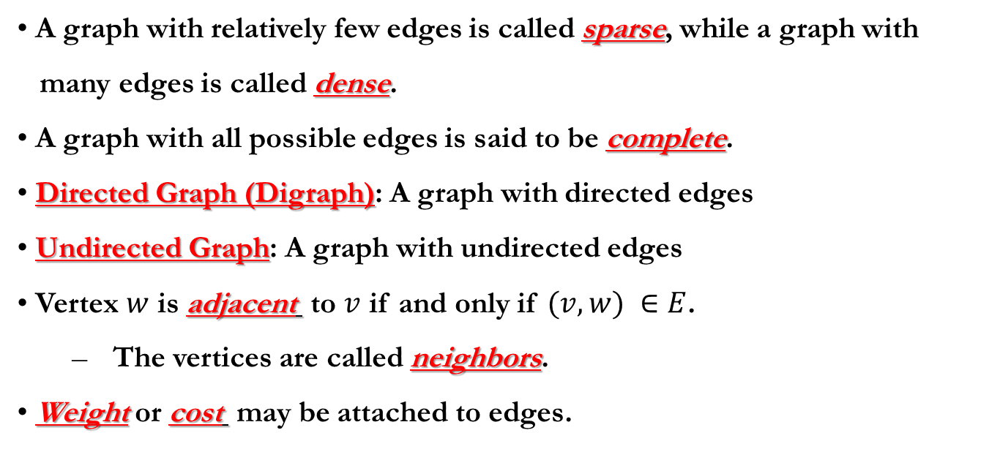 • A graph with relatively few edges is called sparse, while a graph with
many edges is called dense.
• A graph with all possible edges is said to be complete.
• Directed Graph (Digraph): A graph with directed edges
• Undirected Graph: A graph with undirected edges
• Vertex w is adjacent to v if and only if (v, w) ∈ E.
– The vertices are called neighbors.
• Weight or cost may be attached to edges.